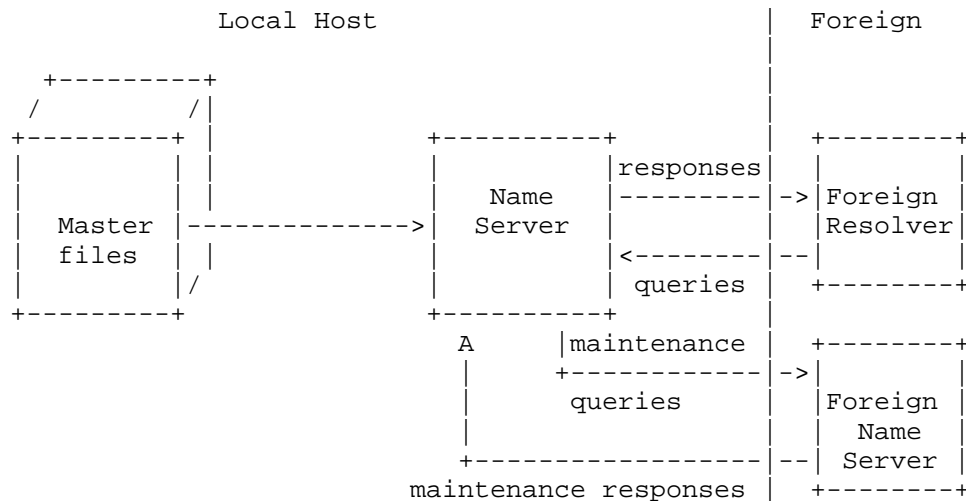 Local Host | Foreign
|
+---------+ |
/ /| |
+---------+ | +----------+ | +--------+
| | | | |responses| | |
| | | | Name |---------|->|Foreign |
| Master |-------------->| Server | | |Resolver|
| files | | | |<--------|--| |
| |/ | | queries | +--------+
+---------+ +----------+ |
A |maintenance | +--------+
| +------------|->| |
| queries | |Foreign |
| | | Name |
+------------------|--| Server |
maintenance responses | +--------+